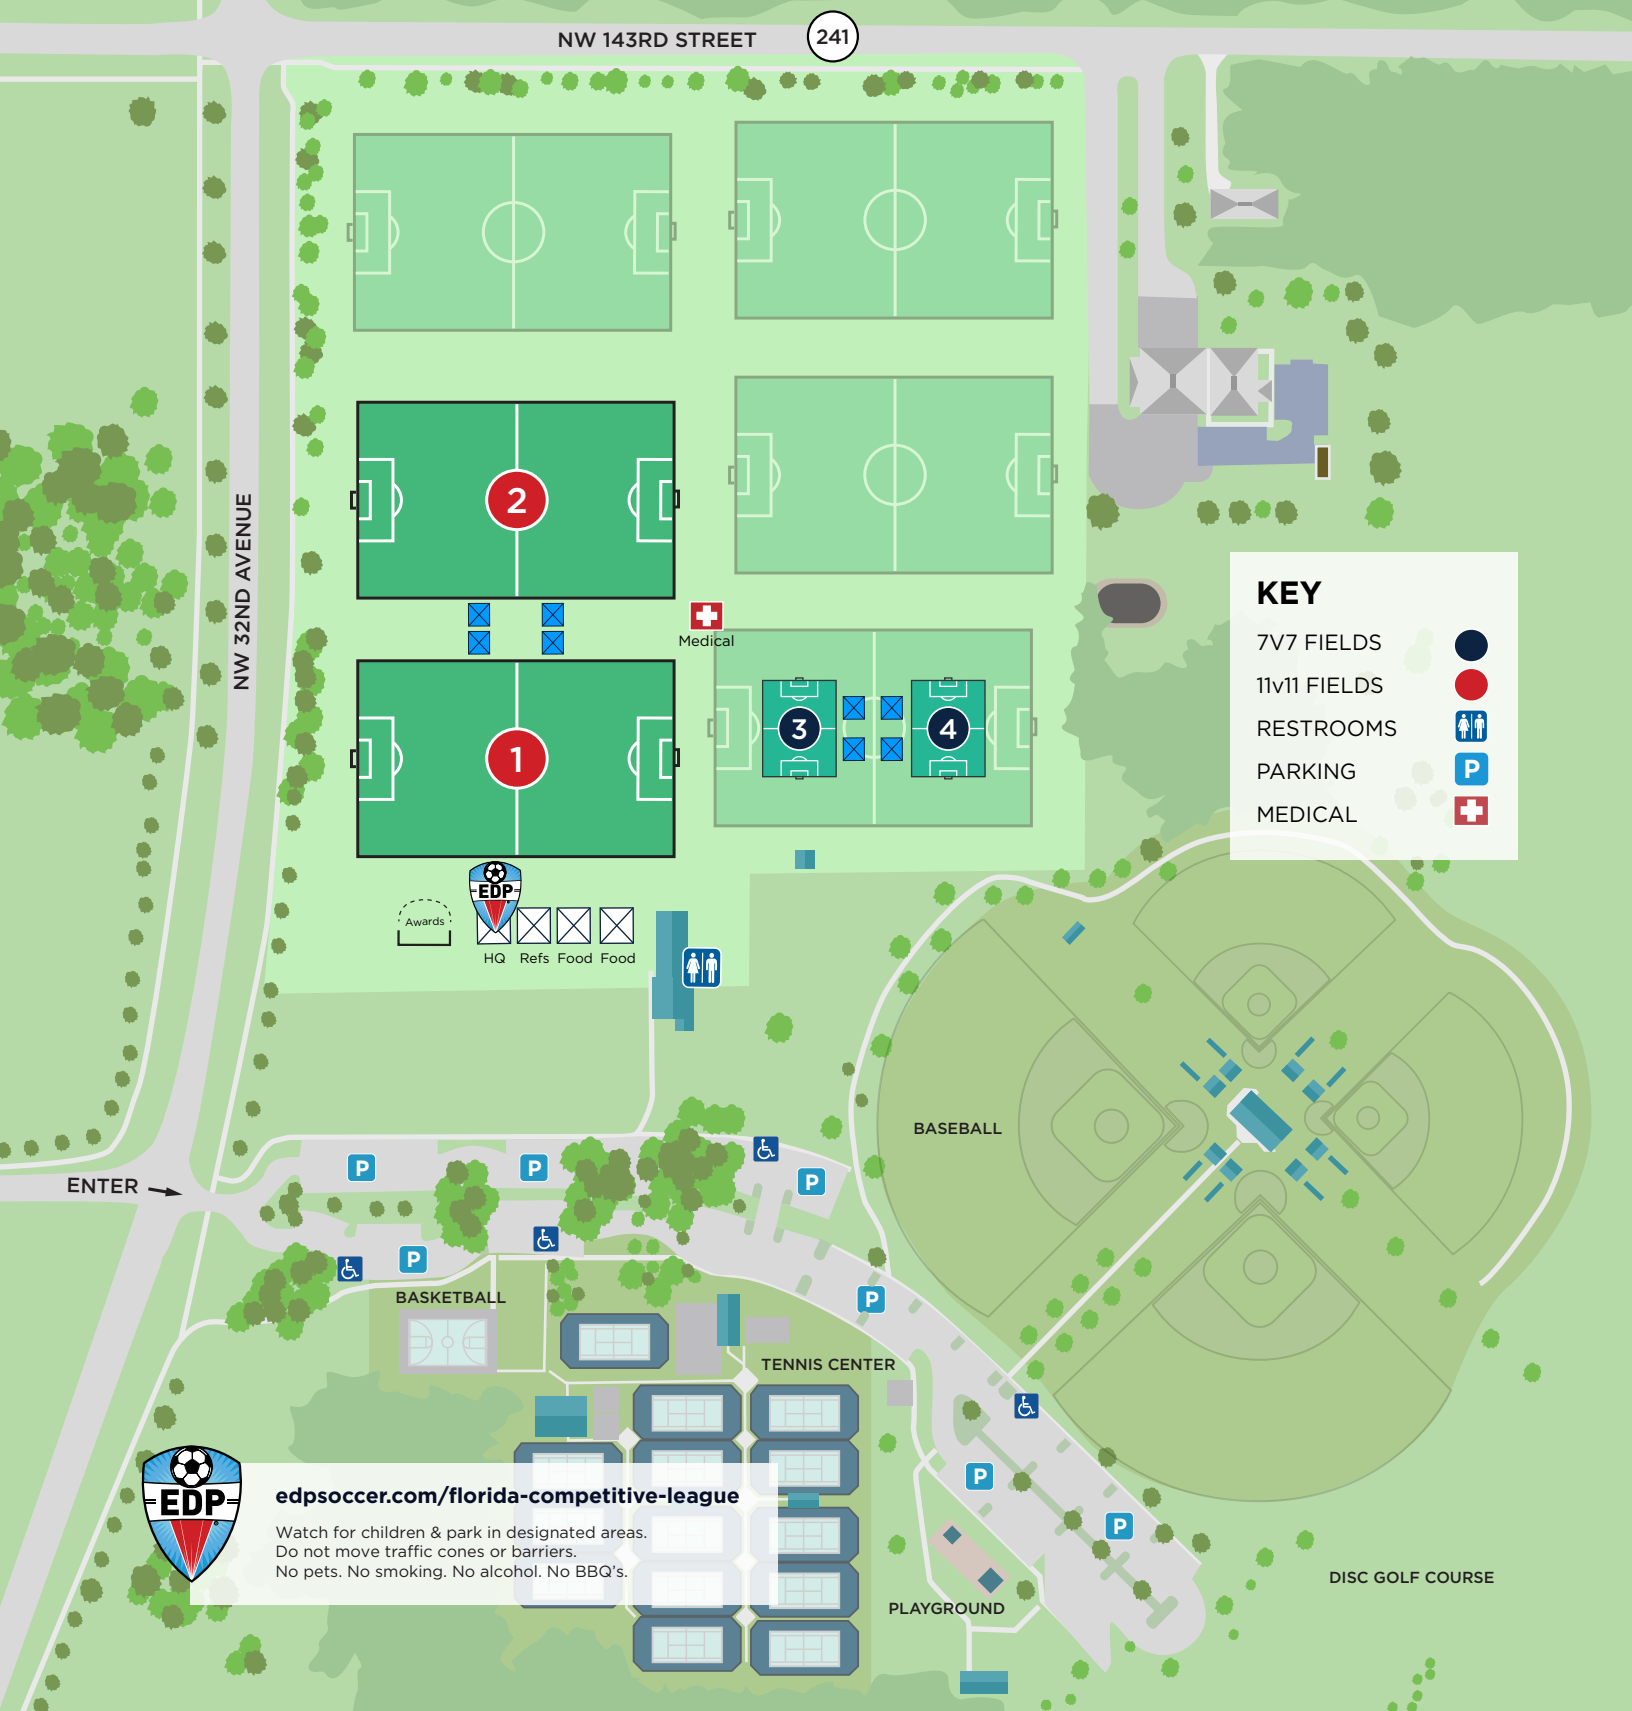 NW 143RD STREET
241
NW 32ND AVENUE
2
Medical
1
3
4
KEY
7V7 FIELDS
11v11 FIELDS
RESTROOMS
PARKING
P
MEDICAL
EDP
Awards
HQ
Refs
Food
Food
BASEBALL
ENTER
P
P
P
P
P
BASKETBALL
TENNIS CENTER
P
P
EDP
edpsoccer.com/florida-competitive-league
Watch for children & park in designated areas.
Do not move traffic cones or barriers.
No pets. No smoking. No alcohol. No BBQ's.
PLAYGROUND
DISC GOLF COURSE